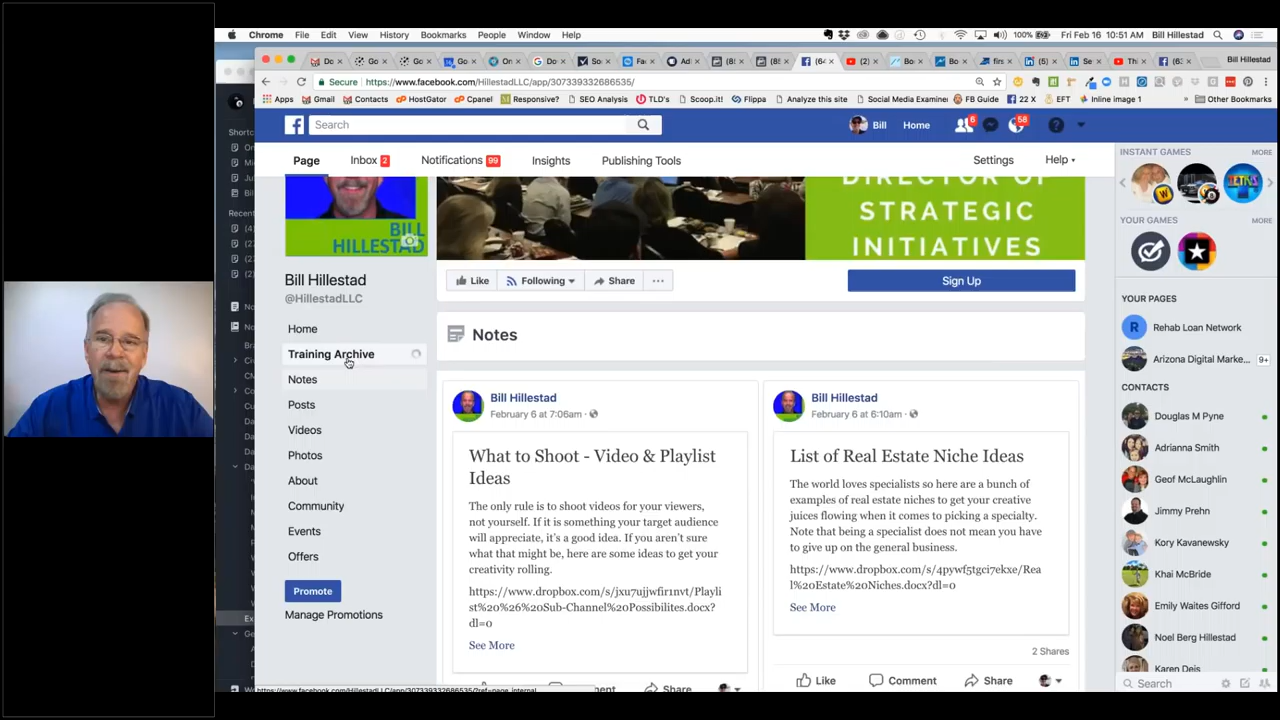 Chrome File Edit View History Bookmarks People Window Help 100% Fri Feb 16 10:51 AM Bill Hillestad
Bill Hillestad
Secure https://www.facebook.com/HillestadLLC/app/307339332686535/
Apps Gmail Contacts HostGator Cpanel Responsive? SEO Analysis TLD's Scoop.it! Flippa Analyze this site Social Media Examiner FB Guide 22 X EFT Inline image 1 » Other Bookmarks
Search Bill Home 6 58
Page Inbox 2 Notifications 99 Insights Publishing Tools Settings Help
DIRECTOR OF
STRATEGIC
INITIATIVES
BILL
HILLESTAD
Like Following Share ... Sign Up
Bill Hillestad
@HillestadLLC
Home
Training Archive
Notes
Posts
Videos
Photos
About
Community
Events
Offers
Promote
Manage Promotions
Notes
Bill Hillestad
February 6 at 7:06am ·
What to Shoot - Video & Playlist
Ideas
The only rule is to shoot videos for your viewers,
not yourself. If it is something your target audience
will appreciate, it's a good idea. If you aren't sure
what that might be, here are some ideas to get your
creativity rolling.
https://www.dropbox.com/s/jxu7ujjwfir1nvt/Playli
st%20%26%20Sub-Channel%20Possibilites.docx?
dl=0
See More
Share
Bill Hillestad
February 6 at 6:10am ·
List of Real Estate Niche Ideas
The world loves specialists so here are a bunch of
examples of real estate niches to get your creative
juices flowing when it comes to picking a specialty.
Note that being a specialist does not mean you have
to give up on the general business.
https://www.dropbox.com/s/4pywf5tgci7ekxe/Rea
l%20Estate%20Niches.docx?dl=0
See More
2 Shares
Like Comment Share
INSTANT GAMES MORE
YOUR GAMES MORE
YOUR PAGES
Rehab Loan Network
Arizona Digital Marke... 9+
CONTACTS
Douglas M Pyne
Adrianna Smith
Geof McLaughlin
Jimmy Prehn
Kory Kavanewsky
Khai McBride
Emily Waites Gifford
Noel Berg Hillestad
Karen Deis
Search